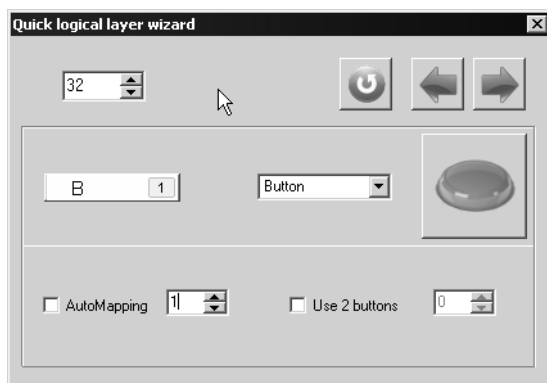 Quick logical layer wizard
32
B 1
Button
AutoMapping 1 Use 2 buttons 0